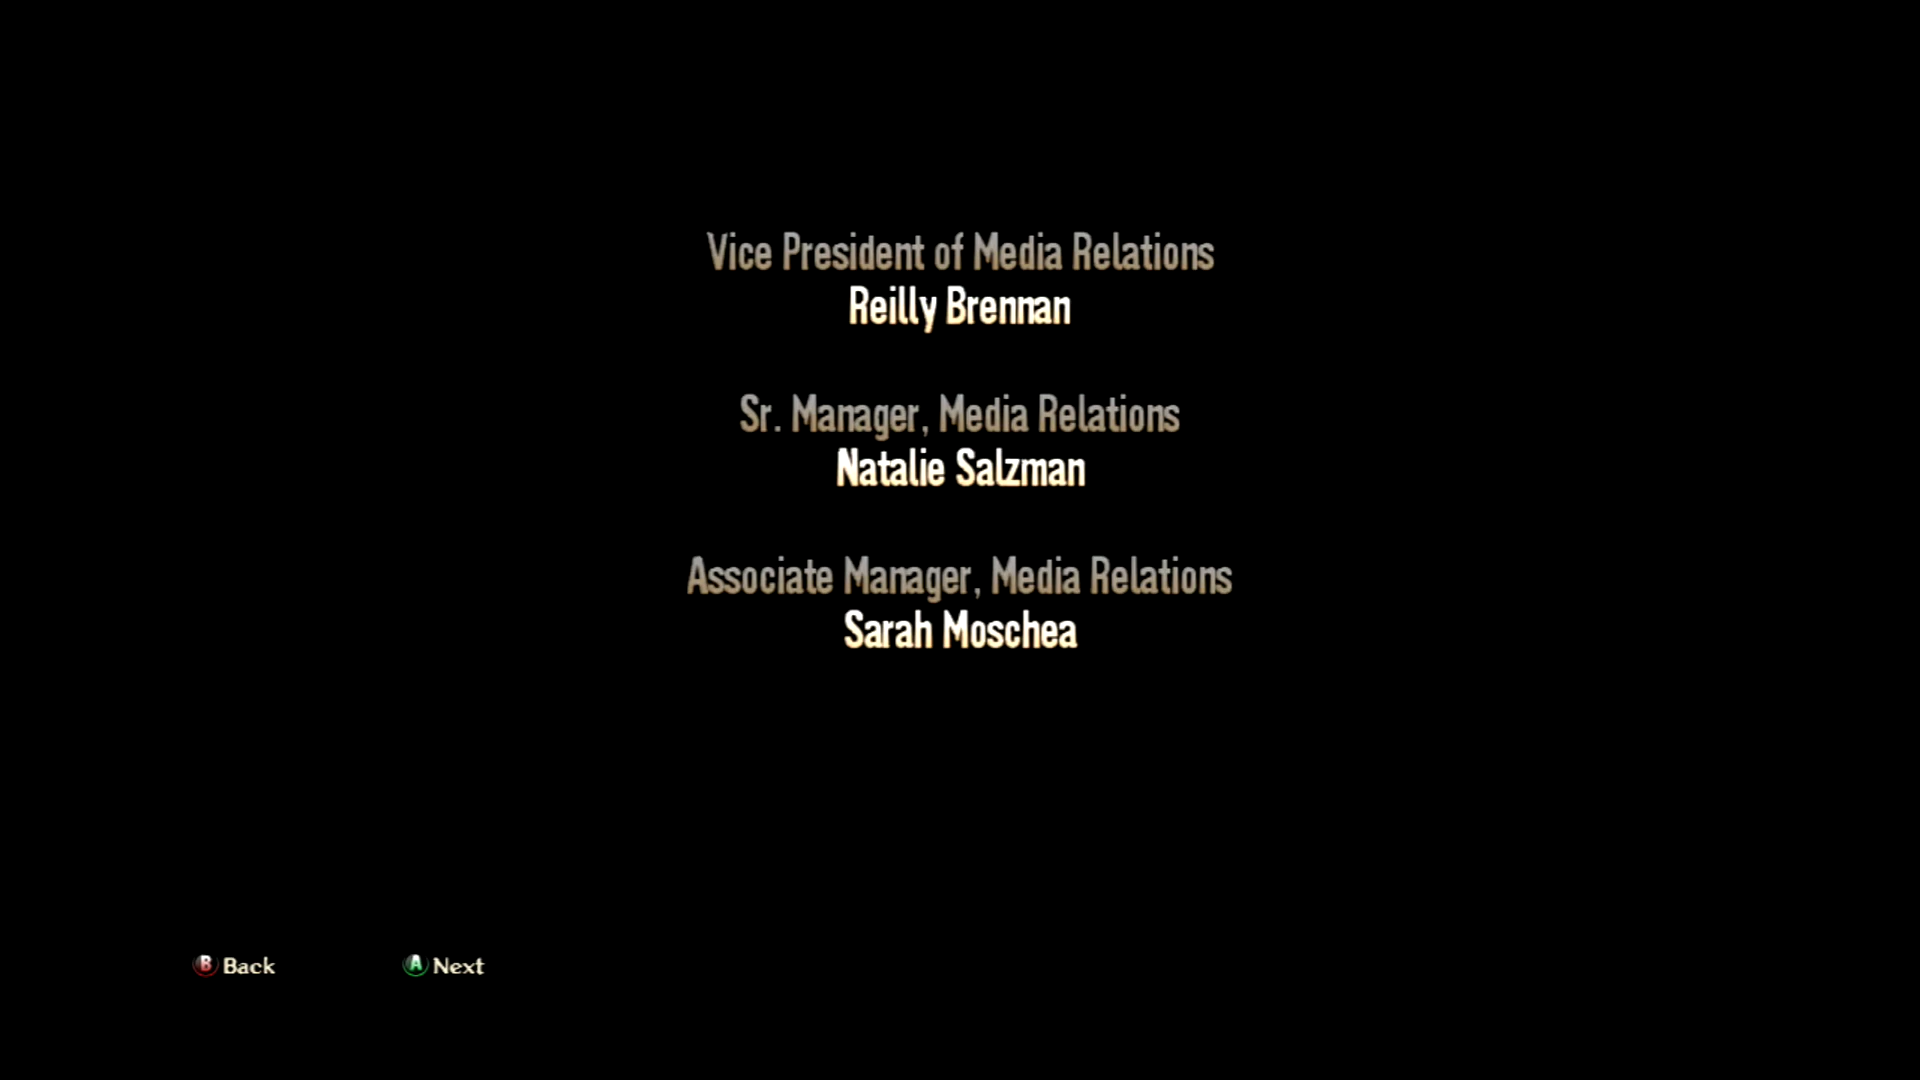 Vice President of Media Relations
Reilly Brennan
Sr. Manager, Media Relations
Natalie Salzman
Associate Manager, Media Relations
Sarah Moschea
B Back
A Next